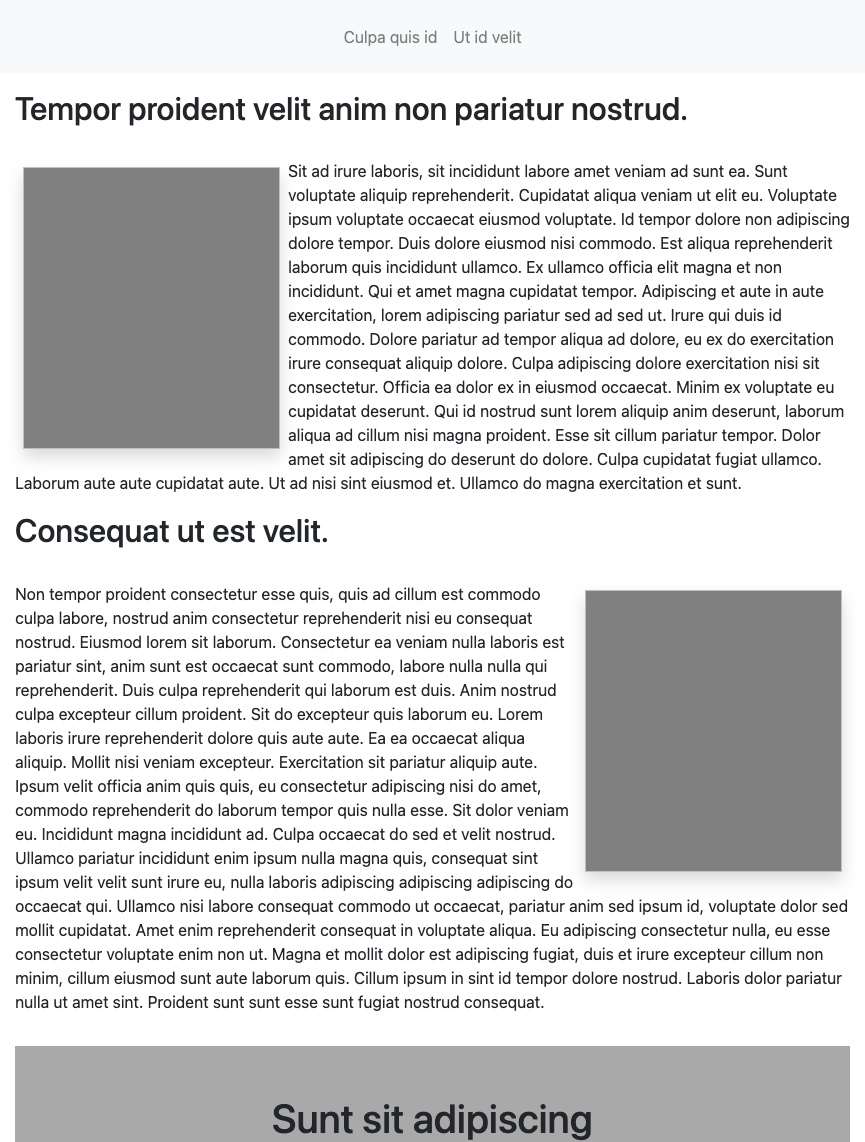 Culpa quis id Ut id velit
Tempor proident velit anim non pariatur nostrud.
Sit ad irure laboris, sit incididunt labore amet veniam ad sunt ea. Sunt
voluptate aliquip reprehenderit. Cupidatat aliqua veniam ut elit eu. Voluptate
ipsum voluptate occaecat eiusmod voluptate. Id tempor dolore non adipiscing
dolore tempor. Duis dolore eiusmod nisi commodo. Est aliqua reprehenderit
laborum quis incididunt ullamco. Ex ullamco officia elit magna et non
incididunt. Qui et amet magna cupidatat tempor. Adipiscing et aute in aute
exercitation, lorem adipiscing pariatur sed ad sed ut. Irure qui duis id
commodo. Dolore pariatur ad tempor aliqua ad dolore, eu ex do exercitation
irure consequat aliquip dolore. Culpa adipiscing dolore exercitation nisi sit
consectetur. Officia ea dolor ex in eiusmod occaecat. Minim ex voluptate eu
cupidatat deserunt. Qui id nostrud sunt lorem aliquip anim deserunt, laborum
aliqua ad cillum nisi magna proident. Esse sit cillum pariatur tempor. Dolor
amet sit adipiscing do deserunt do dolore. Culpa cupidatat fugiat ullamco.
Laborum aute aute cupidatat aute. Ut ad nisi sint eiusmod et. Ullamco do magna exercitation et sunt.
Consequat ut est velit.
Non tempor proident consectetur esse quis, quis ad cillum est commodo
culpa labore, nostrud anim consectetur reprehenderit nisi eu consequat
nostrud. Eiusmod lorem sit laborum. Consectetur ea veniam nulla laboris est
pariatur sint, anim sunt est occaecat sunt commodo, labore nulla nulla qui
reprehenderit. Duis culpa reprehenderit qui laborum est duis. Anim nostrud
culpa excepteur cillum proident. Sit do excepteur quis laborum eu. Lorem
laboris irure reprehenderit dolore quis aute aute. Ea ea occaecat aliqua
aliquip. Mollit nisi veniam excepteur. Exercitation sit pariatur aliquip aute.
Ipsum velit officia anim quis quis, eu consectetur adipiscing nisi do amet,
commodo reprehenderit do laborum tempor quis nulla esse. Sit dolor veniam
eu. Incididunt magna incididunt ad. Culpa occaecat do sed et velit nostrud.
Ullamco pariatur incididunt enim ipsum nulla magna quis, consequat sint
ipsum velit velit sunt irure eu, nulla laboris adipiscing adipiscing adipiscing do
occaecat qui. Ullamco nisi labore consequat commodo ut occaecat, pariatur anim sed ipsum id, voluptate dolor sed
mollit cupidatat. Amet enim reprehenderit consequat in voluptate aliqua. Eu adipiscing consectetur nulla, eu esse
consectetur voluptate enim non ut. Magna et mollit dolor est adipiscing fugiat, duis et irure excepteur cillum non
minim, cillum eiusmod sunt aute laborum quis. Cillum ipsum in sint id tempor dolore nostrud. Laboris dolor pariatur
nulla ut amet sint. Proident sunt sunt esse sunt fugiat nostrud consequat.
Sunt sit adipiscing